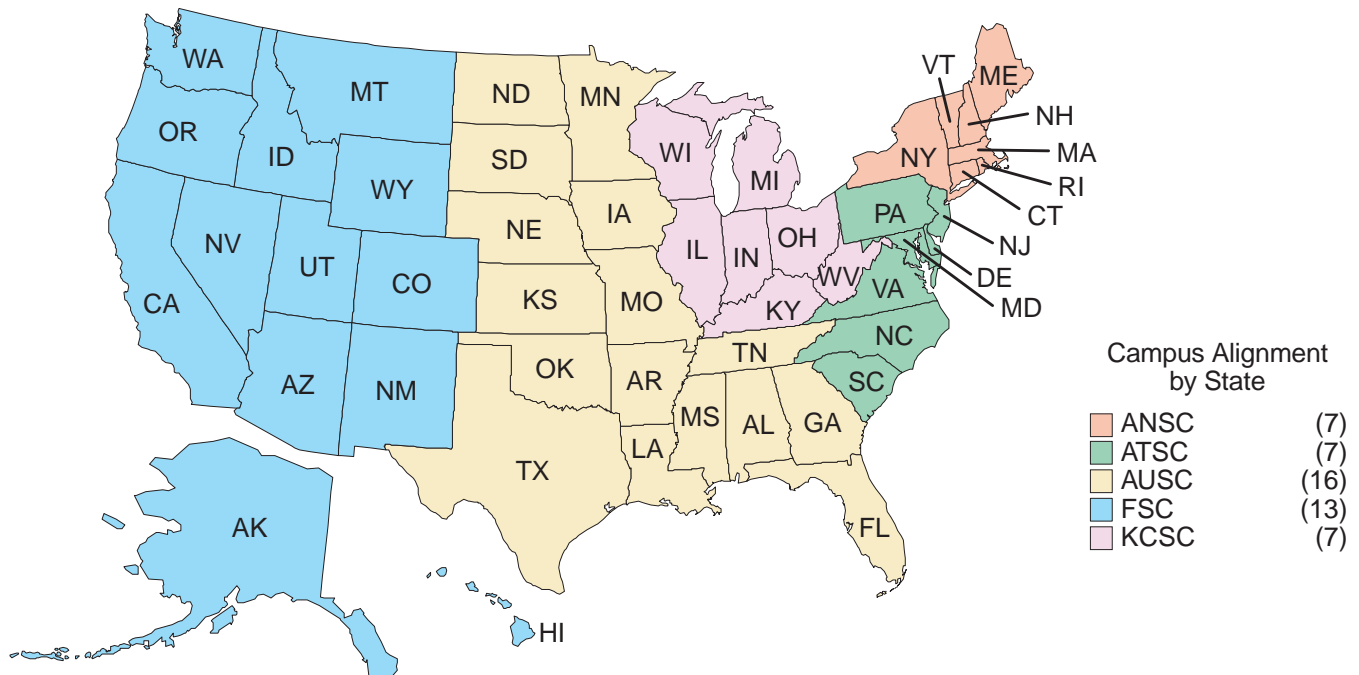 WA
MT
ND
MN
VT
ME
OR
ID
SD
WI
MI
NY
NH
MA
RI
CT
WY
NE
IA
PA
NJ
NV
UT
CO
IL
IN
OH
WV
DE
MD
CA
KS
MO
KY
VA
AZ
NM
OK
AR
TN
NC
SC
MS
AL
GA
TX
LA
FL
AK
HI
Campus Alignment
by State
ANSC (7)
ATSC (7)
AUSC (16)
FSC (13)
KCSC (7)